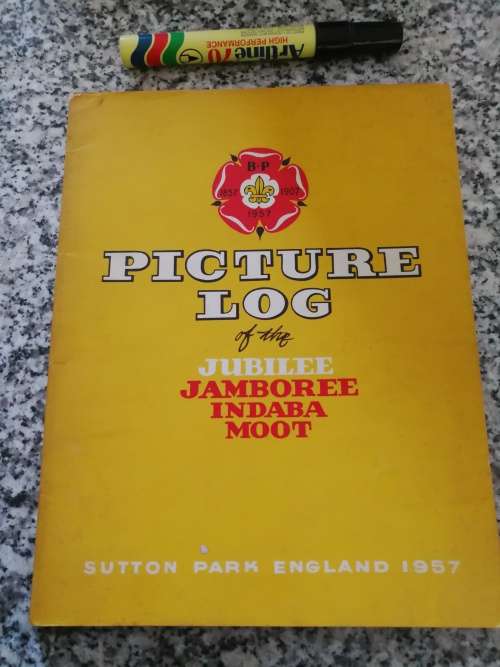 Artline 70
HIGH PERFORMANCE
B-P
1857 1907
1957
PICTURE
LOG
of the
JUBILEE
JAMBOREE
INDABA
MOOT
SUTTON PARK ENGLAND 1957